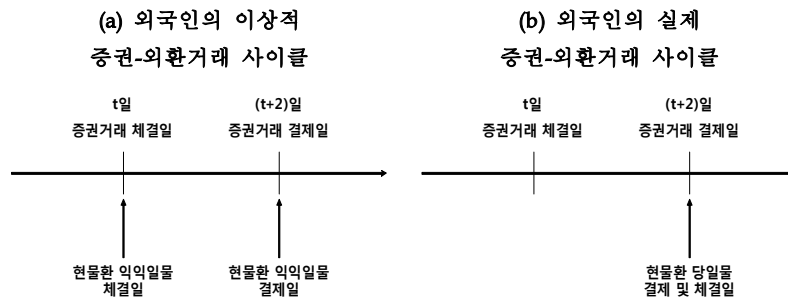 (a) 외국인의 이상적
증권-외환거래 사이클
t일
(t+2)일
증권거래 체결일
증권거래 결제일
현물환 익익일물
체결일
현물환 익익일물
결제일
(b) 외국인의 실제
증권-외환거래 사이클
t일
(t+2)일
증권거래 체결일
증권거래 결제일
현물환 당일물
결제 및 체결일